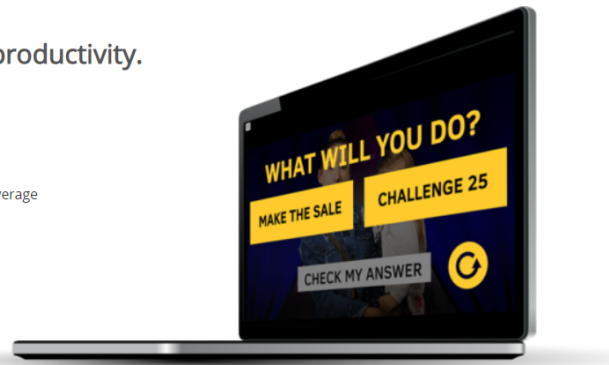 productivity.
verage
WHAT WILL YOU DO?
MAKE THE SALE
CHALLENGE 25
CHECK MY ANSWER